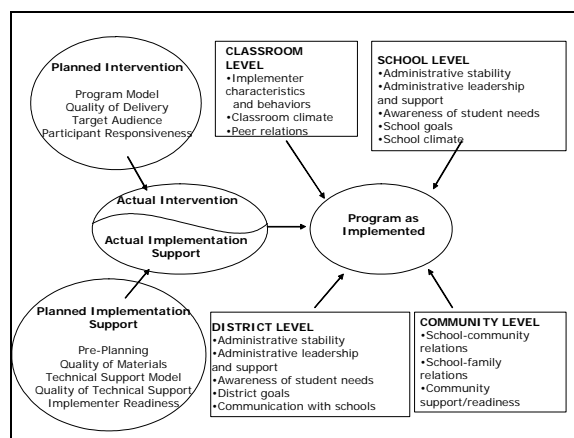 Planned Intervention
Program Model
Quality of Delivery
Target Audience
Participant Responsiveness
CLASSROOM
LEVEL
•Implementer
characteristics
and behaviors
•Classroom climate
•Peer relations
SCHOOL LEVEL
•Administrative stability
•Administrative leadership
and support
•Awareness of student needs
•School goals
•School climate
Actual Intervention
Actual Implementation
Support
Program as
Implemented
Planned Implementation
Support
Pre-Planning
Quality of Materials
Technical Support Model
Quality of Technical Support
Implementer Readiness
DISTRICT LEVEL
•Administrative stability
•Administrative leadership
and support
•Awareness of student needs
•District goals
•Communication with schools
COMMUNITY LEVEL
•School-community
relations
•School-family
relations
•Community
support/readiness